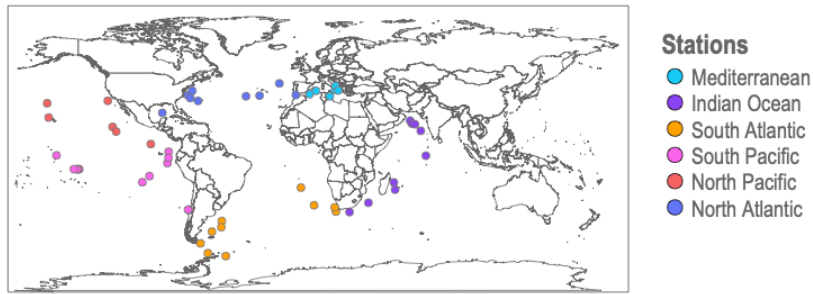 Stations
Mediterranean
Indian Ocean
South Atlantic
South Pacific
North Pacific
North Atlantic